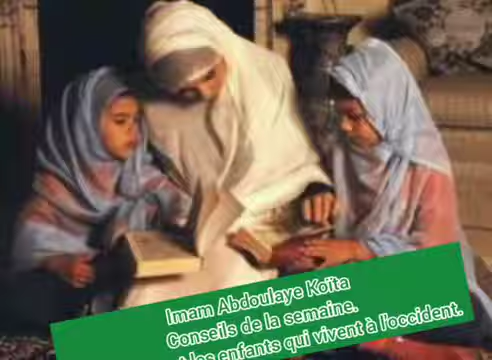 Imam Abdoulaye Koïta
Conseils de la semaine.
les enfants qui vivent à l'occident.